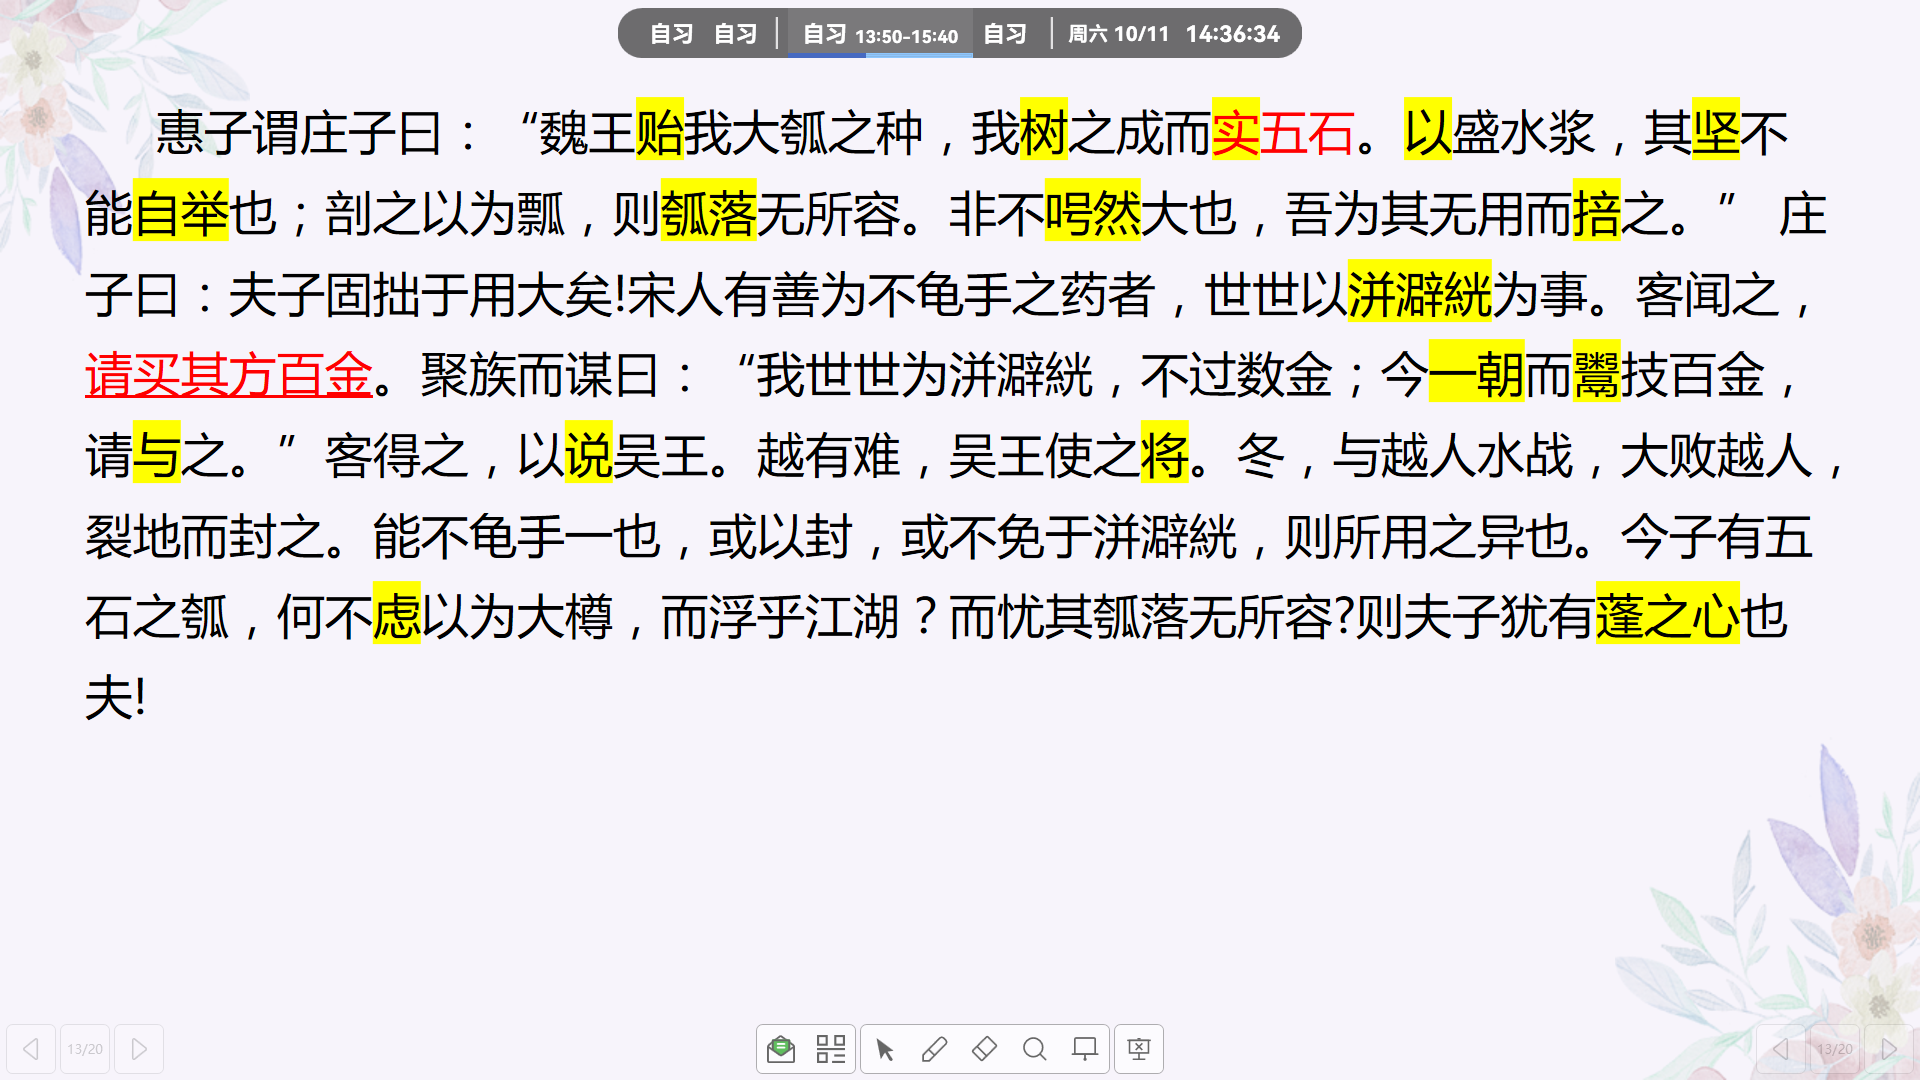 自习 自习 自习 13:50-15:40 自习 周六 10/11 14:36:34
惠子谓庄子曰：“魏王贻我大瓠之种，我树之成而实五石。以盛水浆，其坚不
能自举也；剖之以为瓢，则瓠落无所容。非不呺然大也，吾为其无用而掊之。” 庄
子曰：夫子固拙于用大矣!宋人有善为不龟手之药者，世世以洴澼絖为事。客闻之，
请买其方百金。聚族而谋曰：“我世世为洴澼絖，不过数金；今一朝而鬻技百金，
请与之。”客得之，以说吴王。越有难，吴王使之将。冬，与越人水战，大败越人，
裂地而封之。能不龟手一也，或以封，或不免于洴澼絖，则所用之异也。今子有五
石之瓠，何不虑以为大樽，而浮乎江湖？而忧其瓠落无所容?则夫子犹有蓬之心也
夫!
13/20 13/20